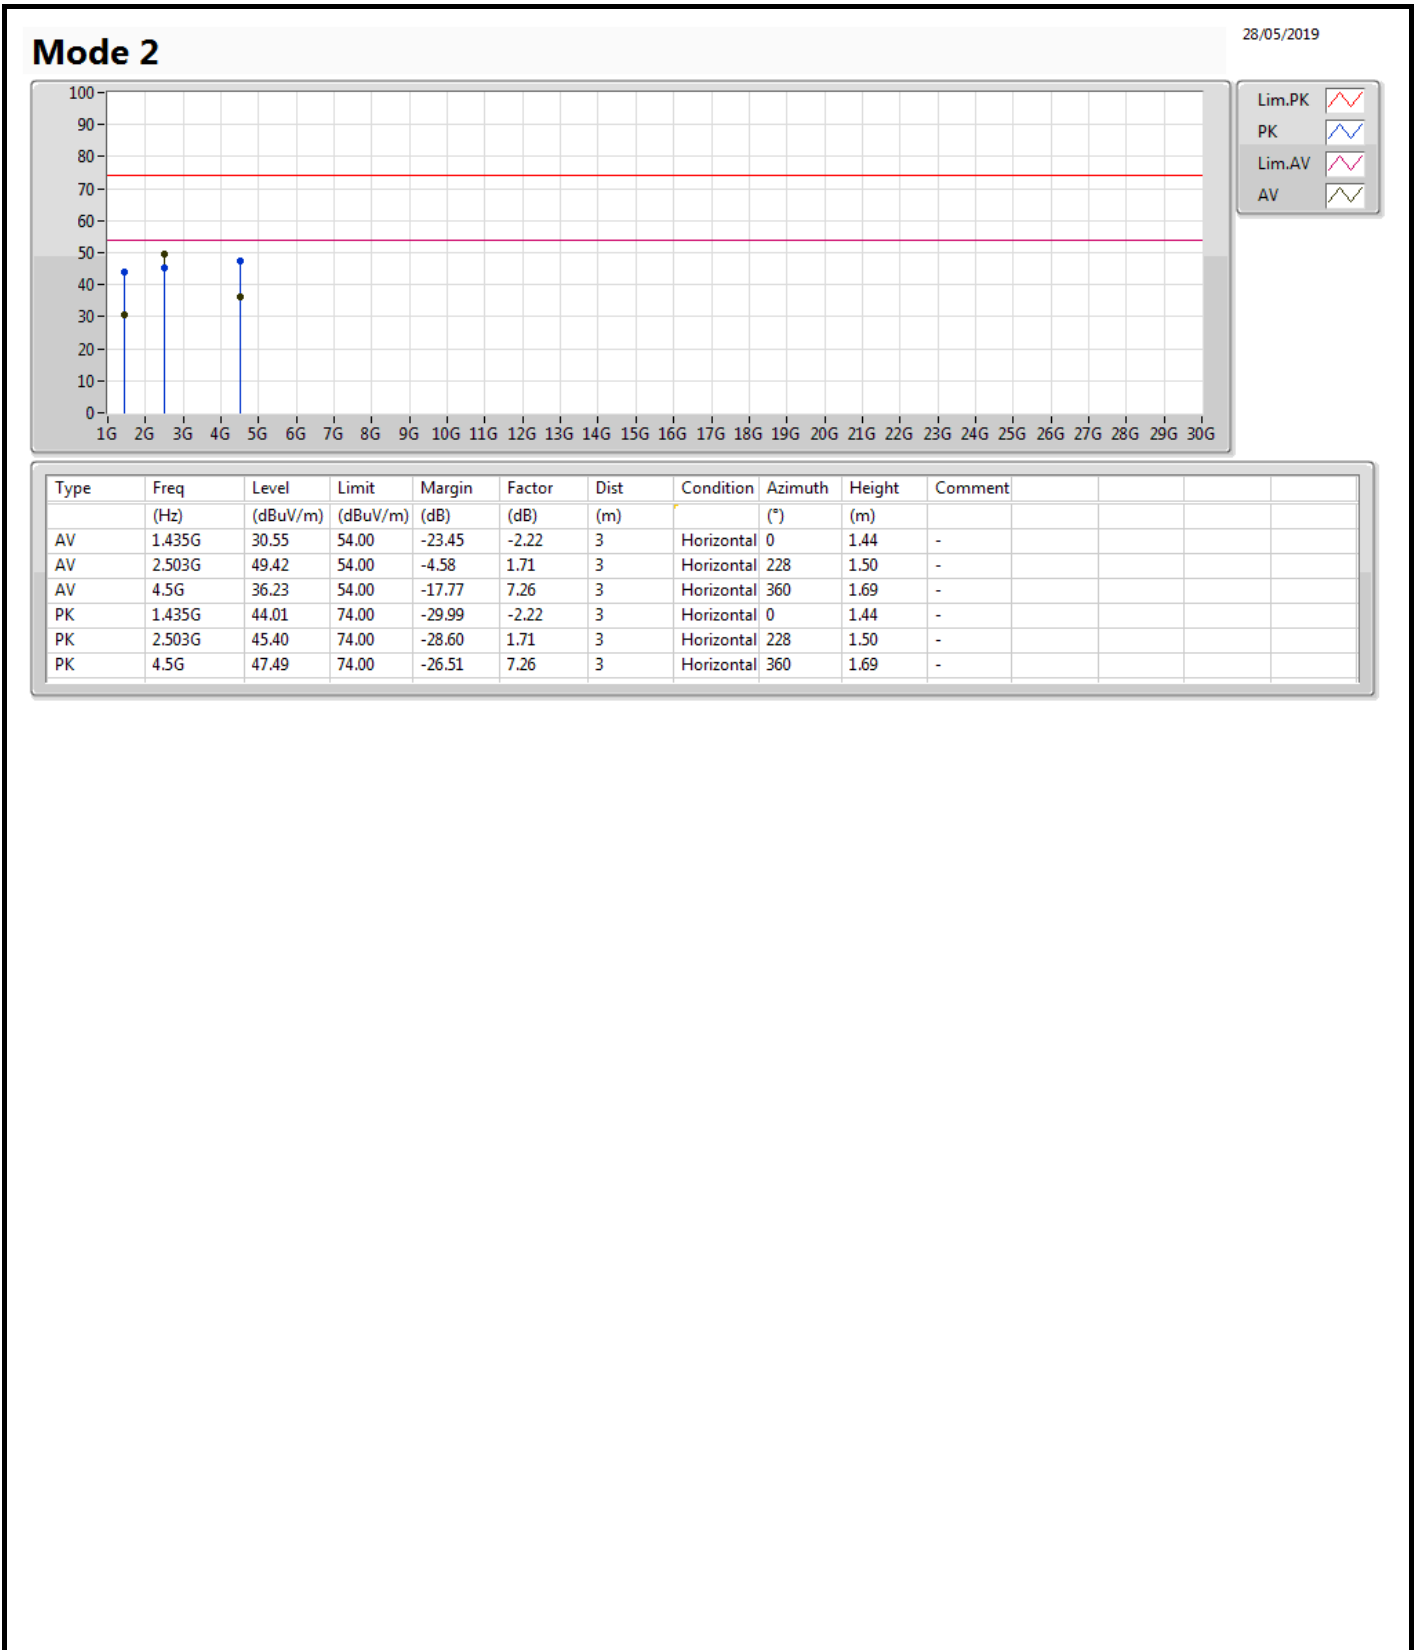 28/05/2019
Mode 2
100
90
80
70
60
50
40
30
20
10
0
1G 2G 3G 4G 5G 6G 7G 8G 9G 10G 11G 12G 13G 14G 15G 16G 17G 18G 19G 20G 21G 22G 23G 24G 25G 26G 27G 28G 29G 30G
Lim.PK
PK
Lim.AV
AV
Type Freq Level Limit Margin Factor Dist Condition Azimuth Height Comment
(Hz) (dBuV/m) (dBuV/m) (dB) (dB) (m) (°) (m)
AV 1.435G 30.55 54.00 -23.45 -2.22 3 Horizontal 0 1.44 -
AV 2.503G 49.42 54.00 -4.58 1.71 3 Horizontal 228 1.50 -
AV 4.5G 36.23 54.00 -17.77 7.26 3 Horizontal 360 1.69 -
PK 1.435G 44.01 74.00 -29.99 -2.22 3 Horizontal 0 1.44 -
PK 2.503G 45.40 74.00 -28.60 1.71 3 Horizontal 228 1.50 -
PK 4.5G 47.49 74.00 -26.51 7.26 3 Horizontal 360 1.69 -